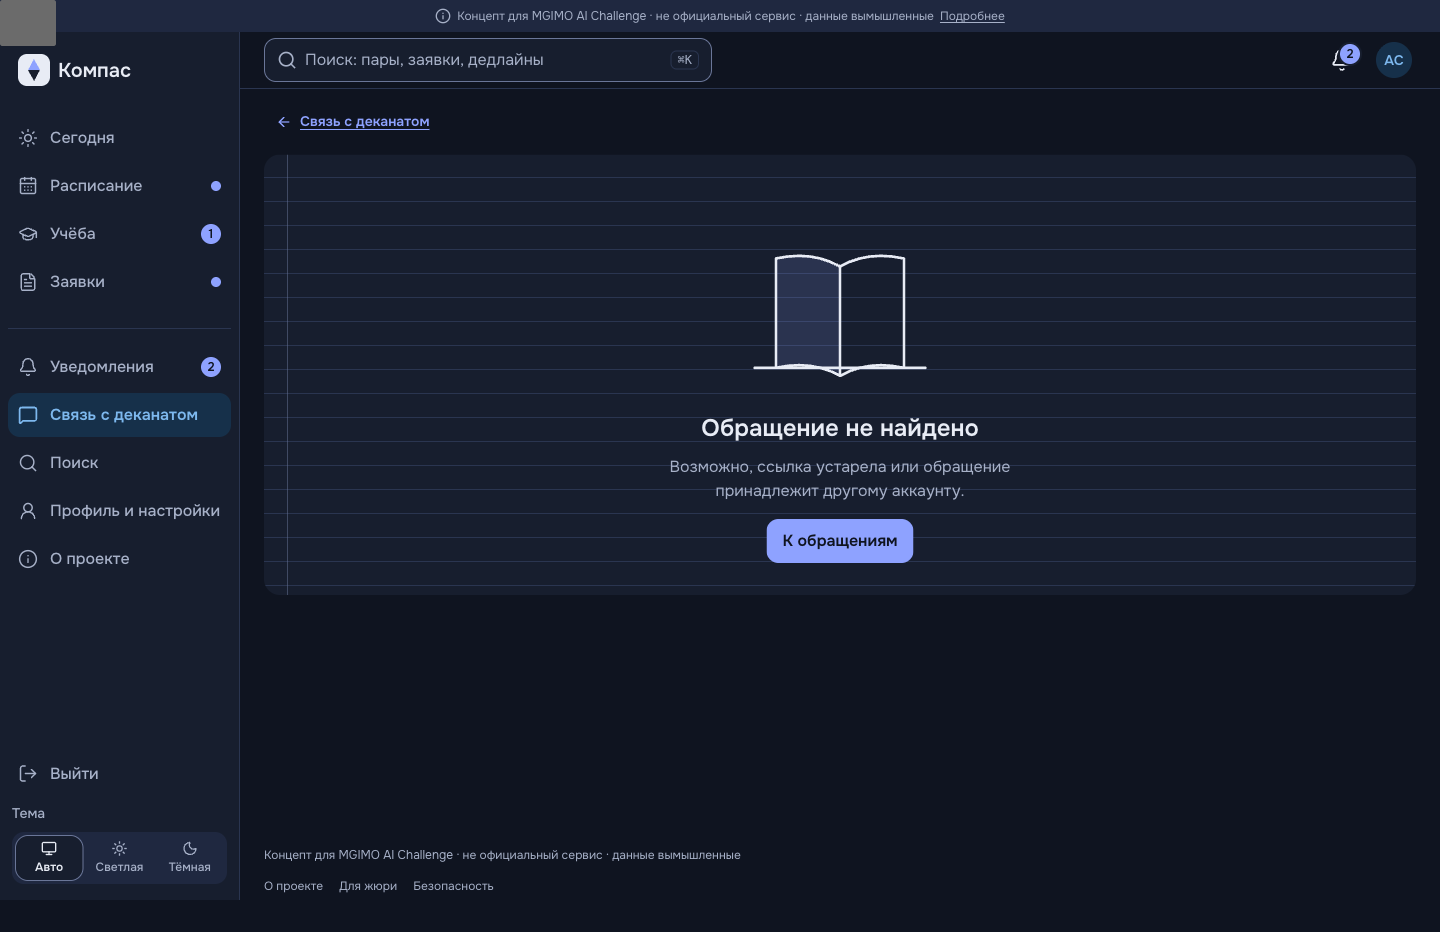 Концепт для MGIMO AI Challenge · не официальный сервис · данные вымышленные Подробнее
Компас
Поиск: пары, заявки, дедлайны
⌘K
2
АС
Сегодня
Расписание
Учёба
1
Заявки
Уведомления
2
Связь с деканатом
Поиск
Профиль и настройки
О проекте
Выйти
Тема
Авто
Светлая
Тёмная
Связь с деканатом
Обращение не найдено
Возможно, ссылка устарела или обращение
принадлежит другому аккаунту.
К обращениям
Концепт для MGIMO AI Challenge · не официальный сервис · данные вымышленные
О проекте
Для жюри
Безопасность